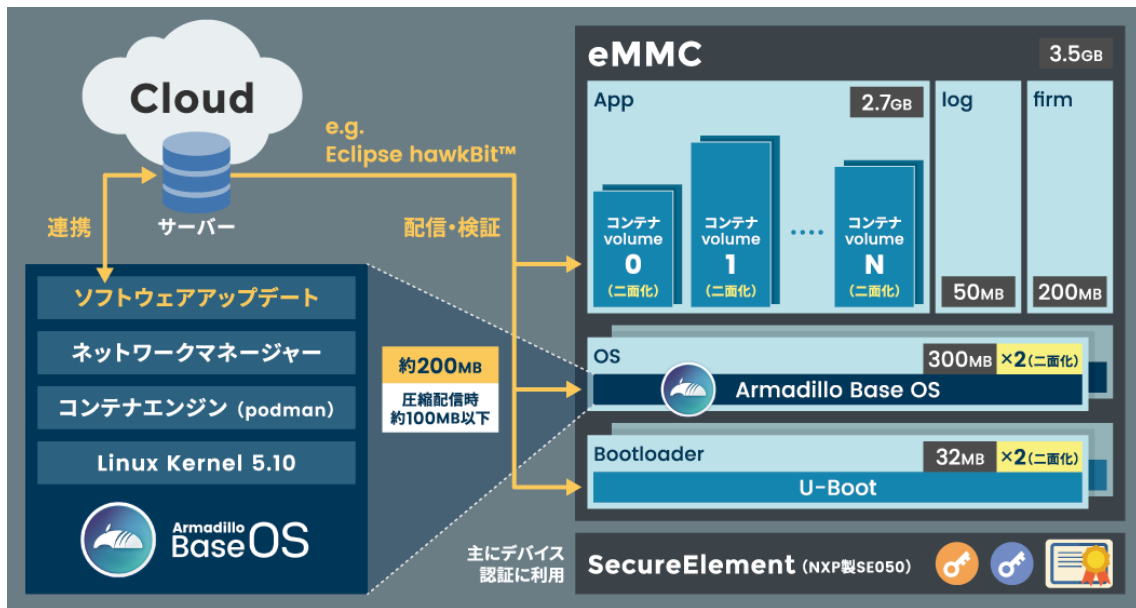 Cloud
サーバー
e.g.
Eclipse hawkBit™
連携
配信・検証
ソフトウェアアップデート
ネットワークマネージャー
コンテナエンジン (podman)
Linux Kernel 5.10
Armadillo
Base OS
約200MB
圧縮配信時
約100MB以下
eMMC
3.5GB
App
2.7GB
コンテナ
volume
0
(二面化)
コンテナ
volume
1
(二面化)
••••
コンテナ
volume
N
(二面化)
log
50MB
firm
200MB
OS
300MB ×2(二面化)
Armadillo Base OS
Bootloader
32MB ×2(二面化)
U-Boot
主にデバイス
認証に利用
SecureElement (NXP製SE050)